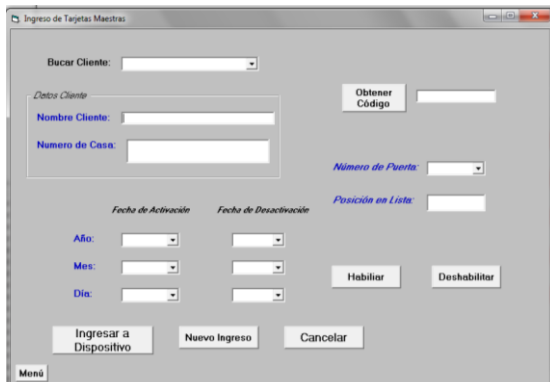 Ingreso de Tarjetas Maestras
Bucar Cliente:
Datos Cliente
Nombre Cliente:
Numero de Casa:
Obtener
Código
Número de Puerta:
Posición en Lista:
Fecha de Activación
Fecha de Desactivación
Año:
Mes:
Día:
Habiliar
Deshabilitar
Ingresar a
Dispositivo
Nuevo Ingreso
Cancelar
Menú